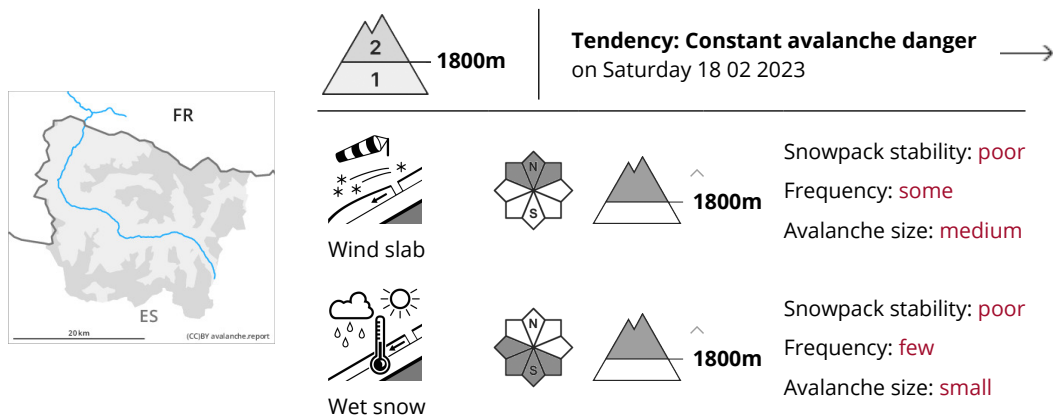 2
1
1800m
Tendency: Constant avalanche danger
on Saturday 18 02 2023
FR
ES
20 km
(CC)BY avalanche.report
Wind slab
N
S
1800m
Snowpack stability: poor
Frequency: some
Avalanche size: medium
Wet snow
N
S
1800m
Snowpack stability: poor
Frequency: few
Avalanche size: small